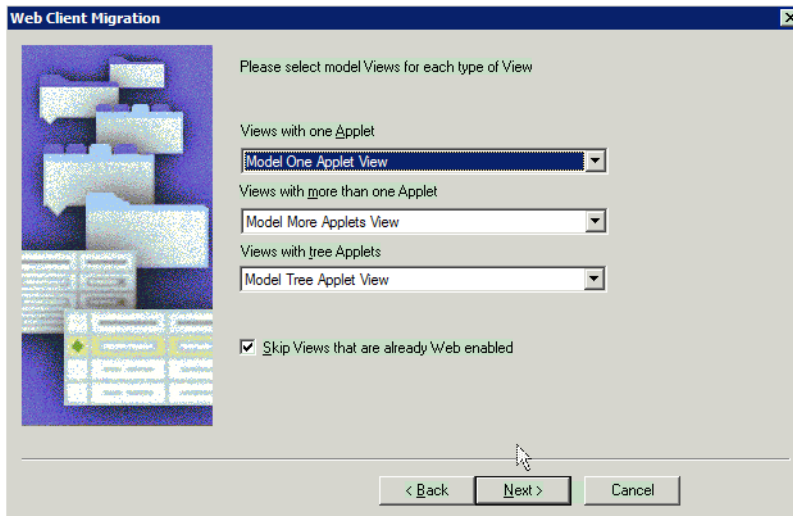 Web Client Migration
Please select model Views for each type of View
Views with one Applet
Model One Applet View
Views with more than one Applet
Model More Applets View
Views with tree Applets
Model Tree Applet View
Skip Views that are already Web enabled
< Back Next > Cancel